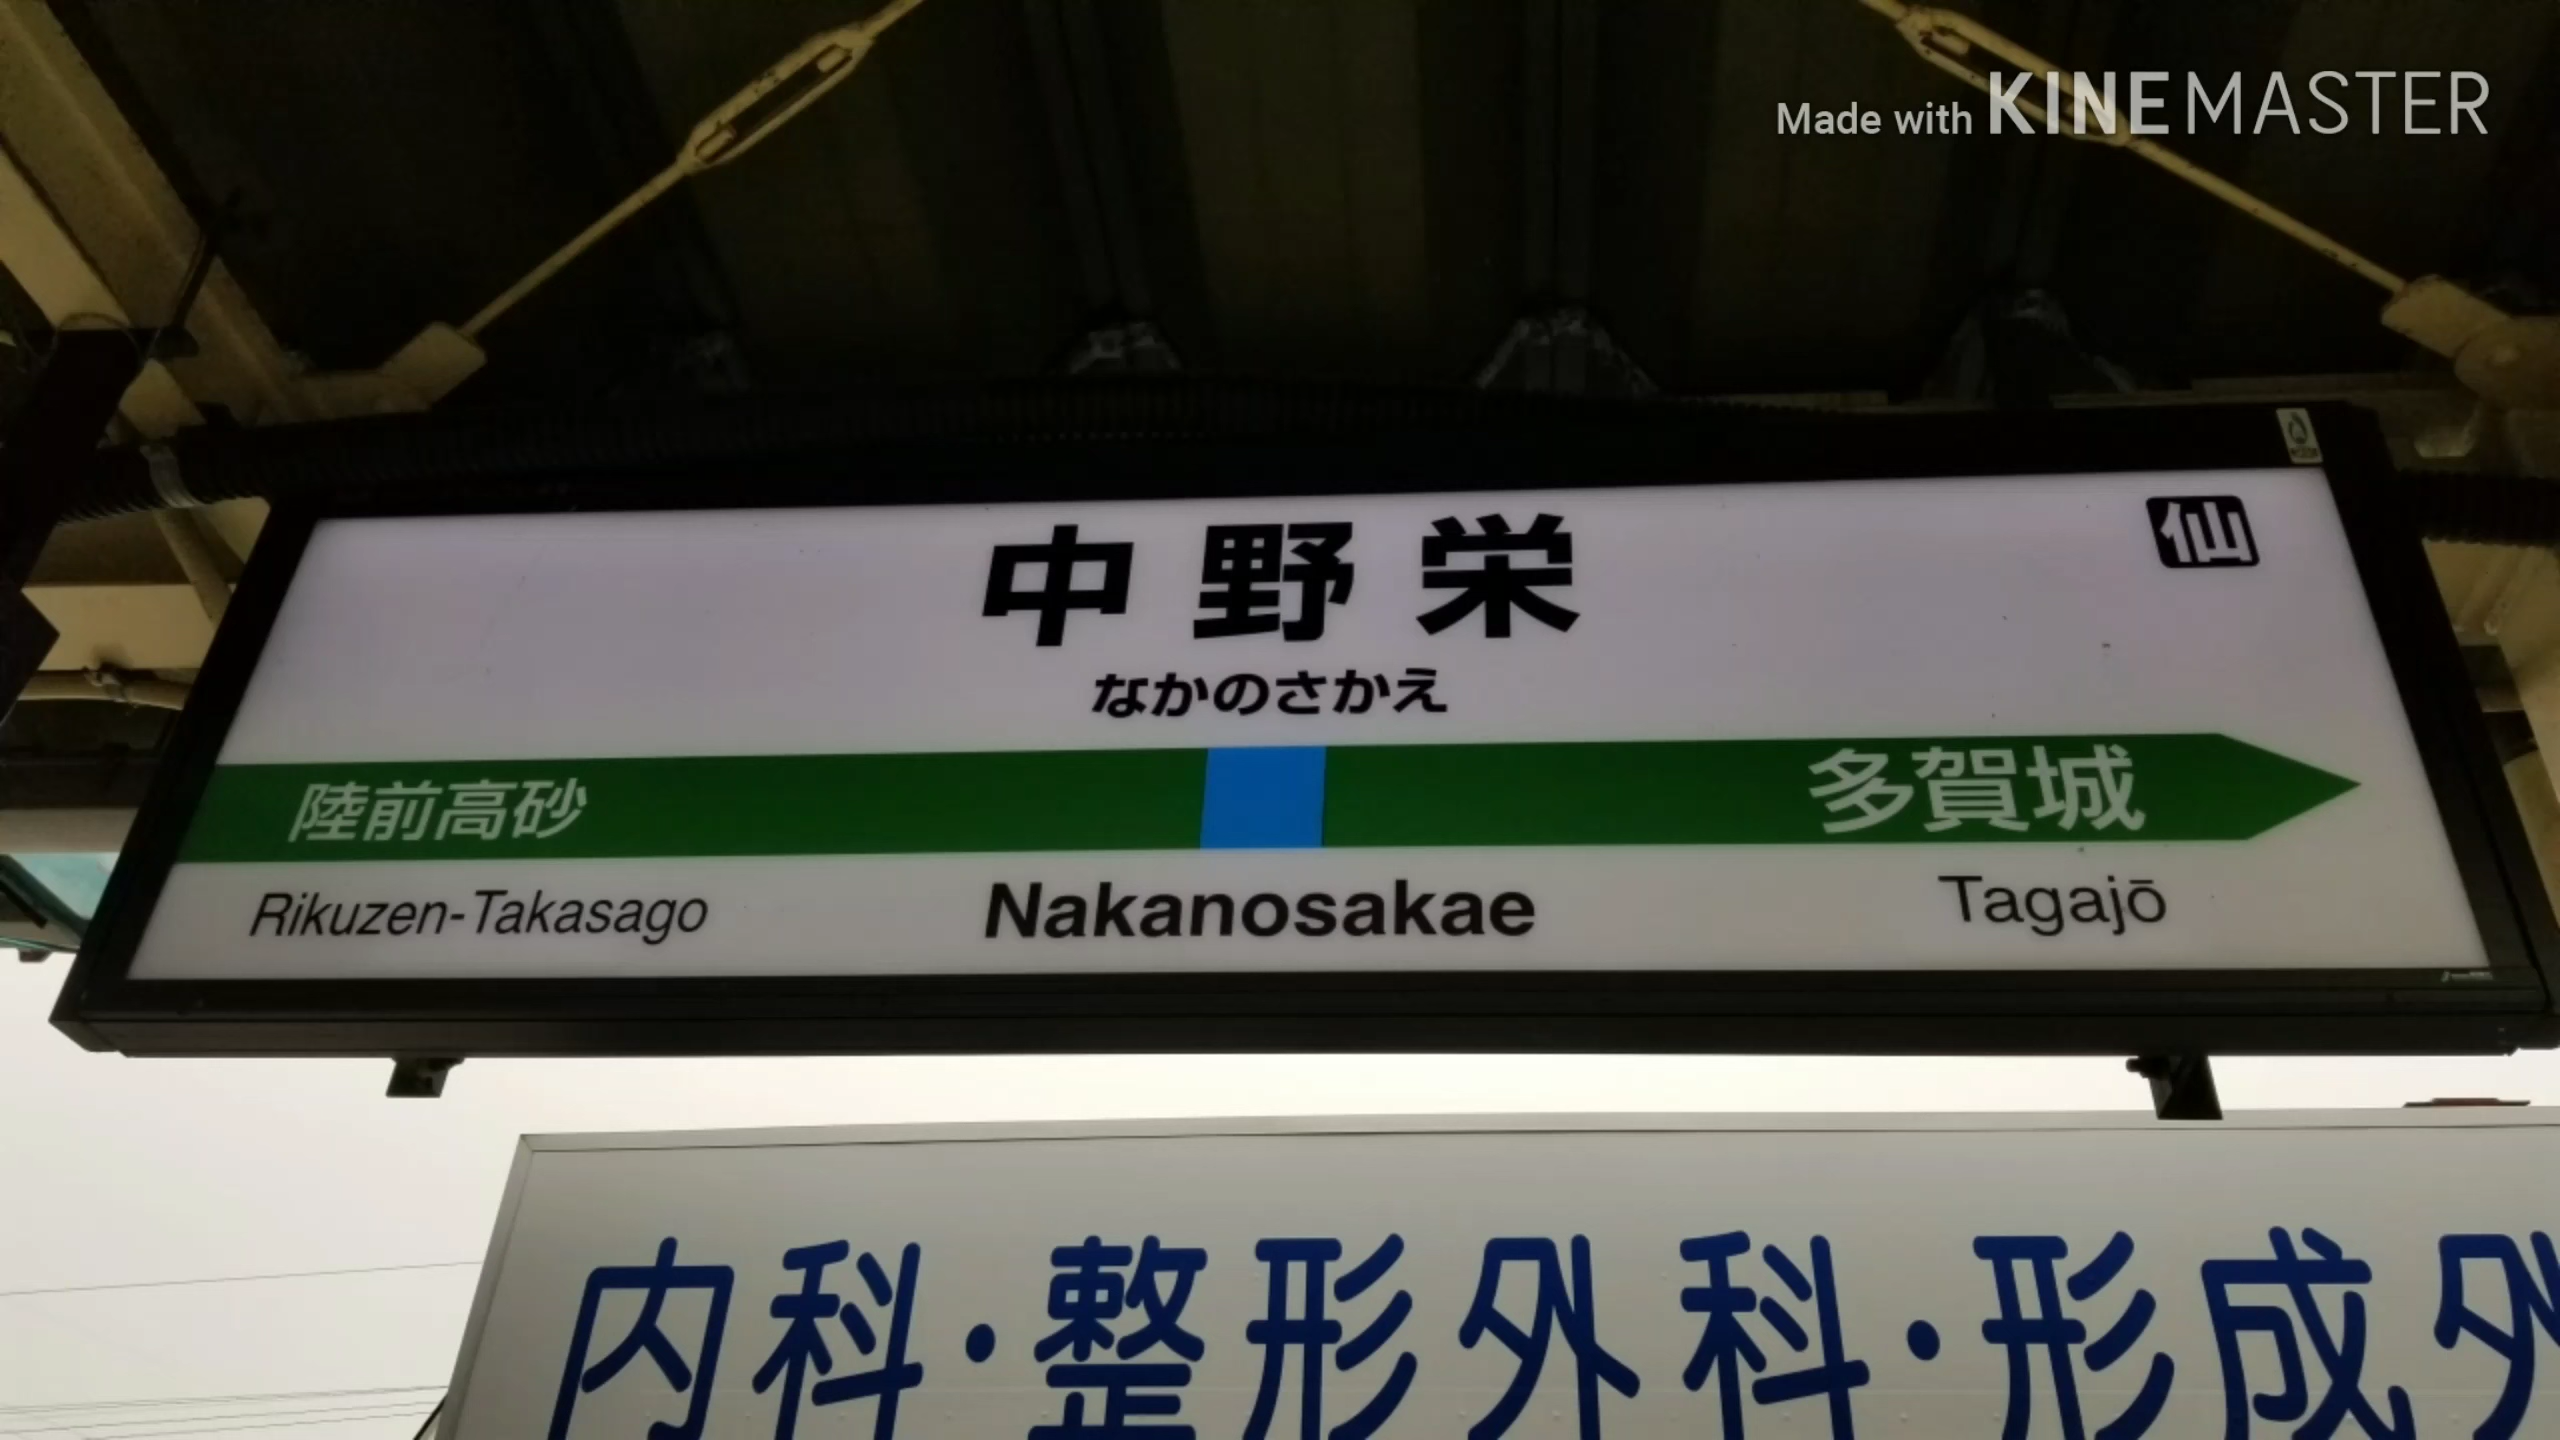 Made with KINEMASTER
仙
中野栄
なかのさかえ
陸前高砂 多賀城
Rikuzen-Takasago Nakanosakae Tagajō
内科・整形外科・形成外